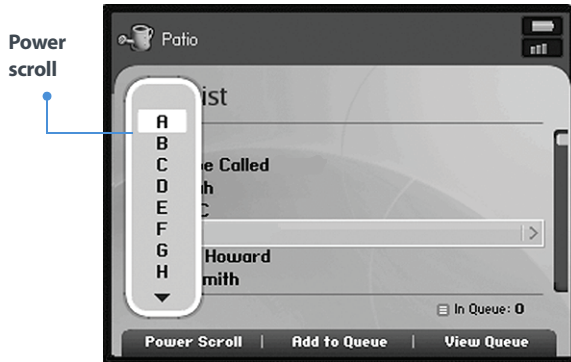 Power
scroll
Patio
ist
A
B
C
D
E
F
G
H
e Called
h
C
Howard
mith
In Queue: 0
Power Scroll | Add to Queue | View Queue